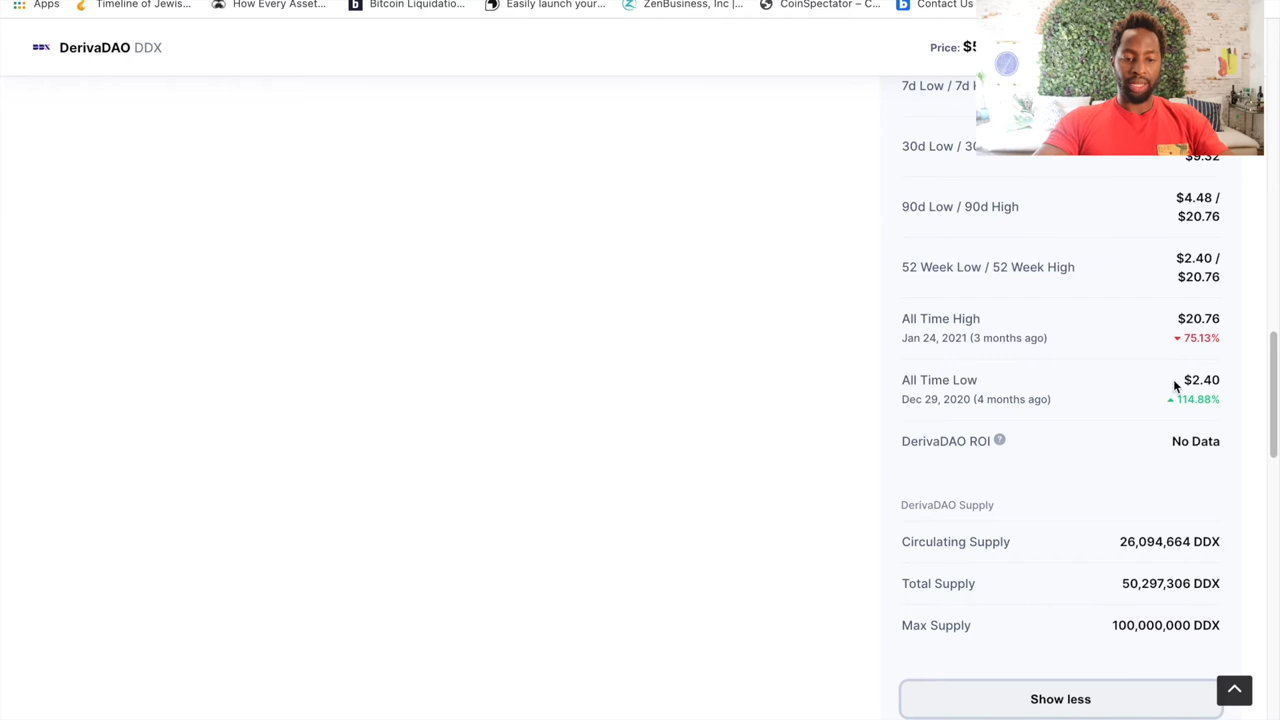 Apps Timeline of Jewis... How Every Asset... Bitcoin Liquidatio... Easily launch your... ZenBusiness, Inc |... CoinSpectator – C... Contact Us
DerivaDAO DDX
Price: $5
7d Low / 7d H
30d Low / 30
$9.32
90d Low / 90d High
$4.48 /
$20.76
52 Week Low / 52 Week High
$2.40 /
$20.76
All Time High
$20.76
Jan 24, 2021 (3 months ago)
75.13%
All Time Low
$2.40
Dec 29, 2020 (4 months ago)
114.88%
DerivaDAO ROI ?
No Data
DerivaDAO Supply
Circulating Supply
26,094,664 DDX
Total Supply
50,297,306 DDX
Max Supply
100,000,000 DDX
Show less